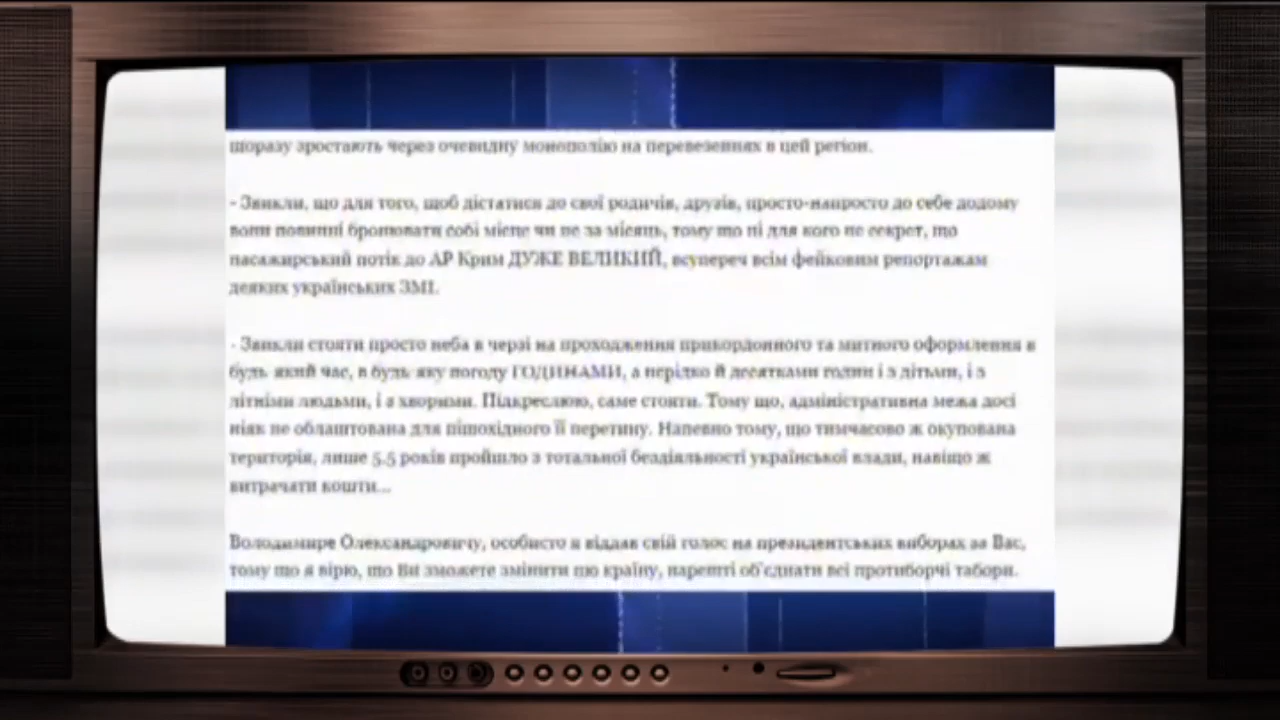 щоразу зростають через очевидну монополію на перевезеннях в цей регіон.
- Звикли, що для того, щоб дістатися до свої родичів, друзів, просто-напросто до себе додому
вони повинні бронювати собі місце чи не за місяць, тому що ні для кого не секрет, що
пасажирський потік до АР Крим ДУЖЕ ВЕЛИКИЙ, всупереч всім фейковим репортажам
деяких українських ЗМІ.
- Звикли стояти просто неба в черзі на проходження прикордонного та митного оформлення в
будь який час, в будь яку погоду ГОДИНАМИ, а нерідко й десятками годин і з дітьми, і з
літніми людьми, і з хворими. Підкреслюю, саме стояти. Тому що, адміністративна межа досі
ніяк не облаштована для пішохідного її перетину. Напевно тому, що тимчасово ж окупована
територія, лише 5,5 років пройшло з тотальної бездіяльності української влади, навіщо ж
витрачати кошти...
Володимире Олександровичу, особисто я віддав свій голос на президентських виборах за Вас,
тому що я вірю, що Ви зможете змінити цю країну, нарешті об'єднати всі протиборчі табори.